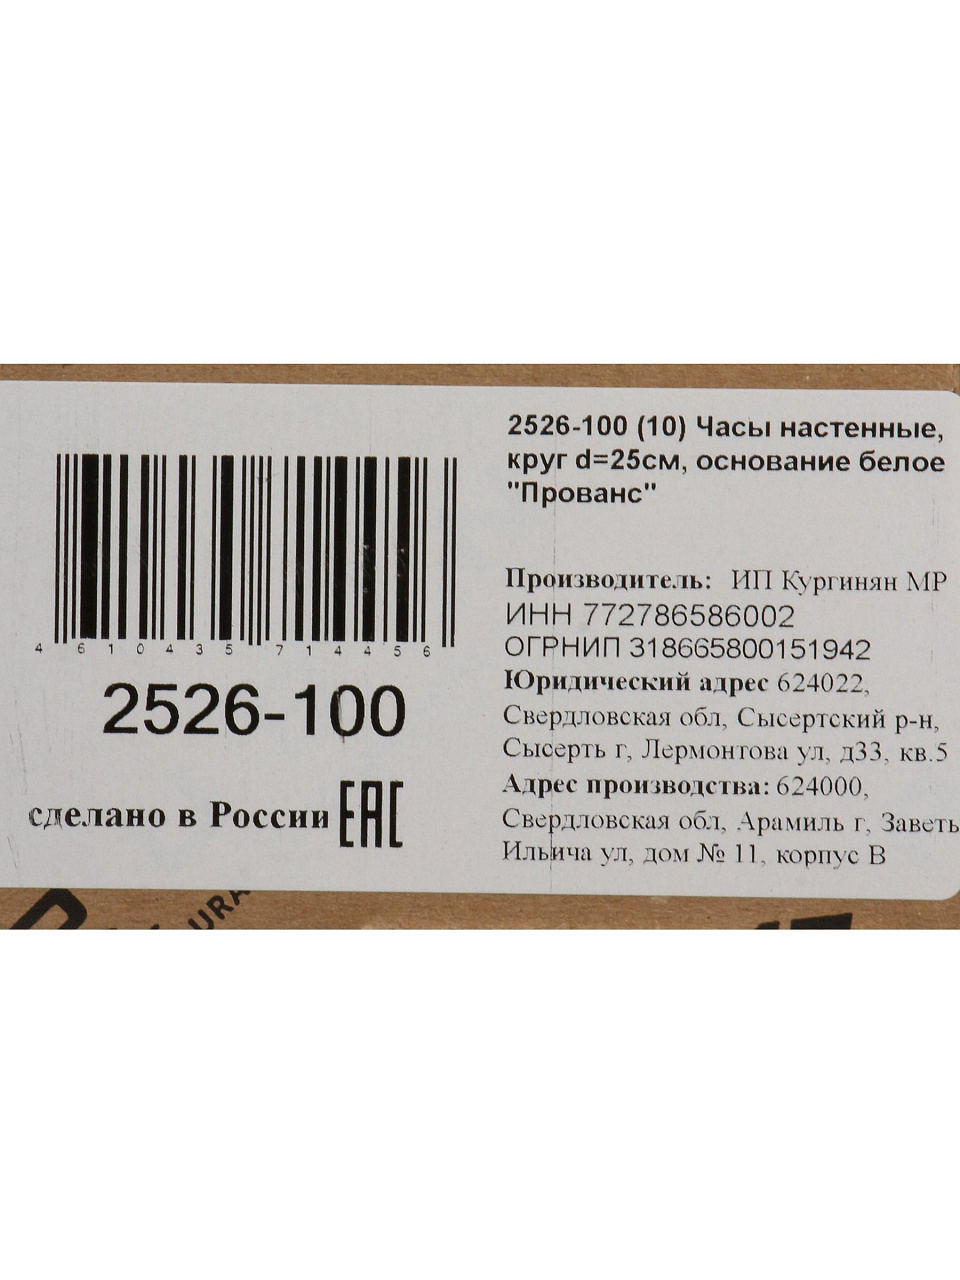 2526-100 (10) Часы настенные,
круг d=25см, основание белое
"Прованс"
Производитель: ИП Кургинян МР
ИНН 772786586002
ОГРНИП 318665800151942
Юридический адрес 624022,
Свердловская обл, Сысертский р-н,
Сысерть г, Лермонтова ул, д33, кв.5
Адрес производства: 624000,
Свердловская обл, Арамиль г, Заветы
Ильича ул, дом № 11, корпус В
4 610435 714456
2526-100
сделано в России EAC
URA